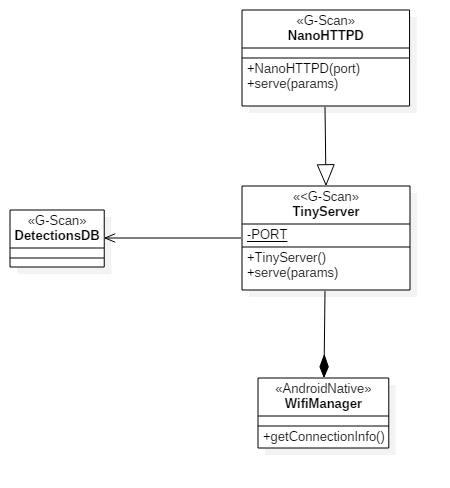 «G-Scan»
NanoHTTPD
+NanoHTTPD(port)
+serve(params)
«<G-Scan»
TinyServer
-PORT
+TinyServer()
+serve(params)
«G-Scan»
DetectionsDB
«AndroidNative»
WifiManager
+getConnectionInfo()